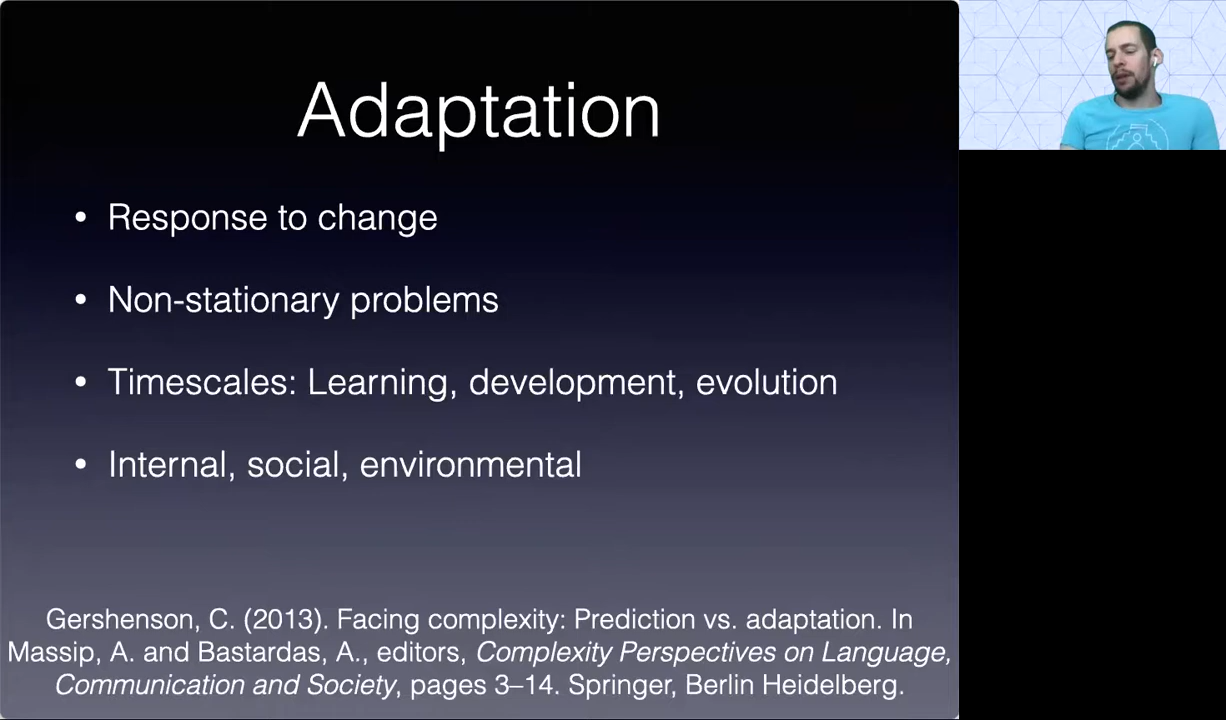 Adaptation
• Response to change
• Non-stationary problems
• Timescales: Learning, development, evolution
• Internal, social, environmental
Gershenson, C. (2013). Facing complexity: Prediction vs. adaptation. In
Massip, A. and Bastardas, A., editors, Complexity Perspectives on Language,
Communication and Society, pages 3–14. Springer, Berlin Heidelberg.